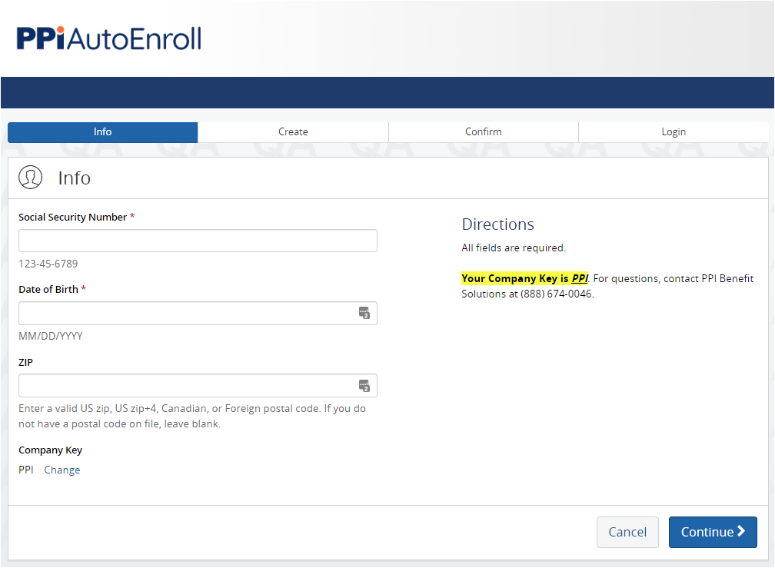 PPiAutoEnroll
Info
Create
Confirm
Login
Info
Social Security Number *
123-45-6789
Date of Birth *
MM/DD/YYYY
ZIP
Enter a valid US zip, US zip+4, Canadian, or Foreign postal code. If you do
not have a postal code on file, leave blank.
Company Key
PPI Change
Directions
All fields are required.
Your Company Key is PPI. For questions, contact PPI Benefit
Solutions at (888) 674-0046.
Cancel
Continue